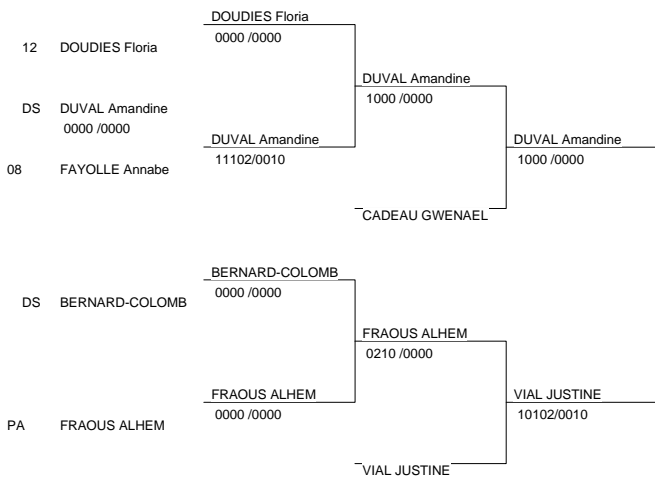 DOUDIES Floria
0000 /0000
12 DOUDIES Floria
DUVAL Amandine
1000 /0000
DS DUVAL Amandine
0000 /0000
DUVAL Amandine
11102/0010
DUVAL Amandine
1000 /0000
08 FAYOLLE Annabe
CADEAU GWENAEL
BERNARD-COLOMB
0000 /0000
DS BERNARD-COLOMB
FRAOUS ALHEM
0210 /0000
FRAOUS ALHEM
0000 /0000
VIAL JUSTINE
10102/0010
PA FRAOUS ALHEM
VIAL JUSTINE